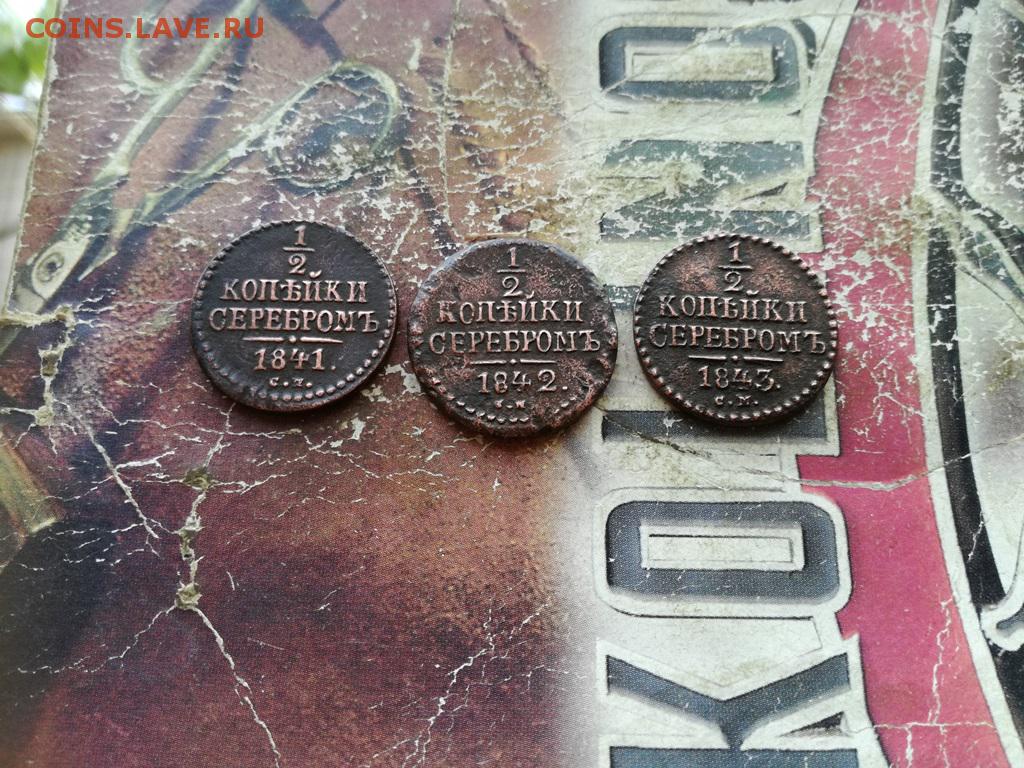 COINS.LAVE.RU
1
2
КОПѢЙКИ
СЕРЕБРОМЪ
1841.
1
2
КОПѢЙКИ
СЕРЕБРОМЪ
1842.
1
2
КОПѢЙКИ
СЕРЕБРОМЪ
1843.
С.М.